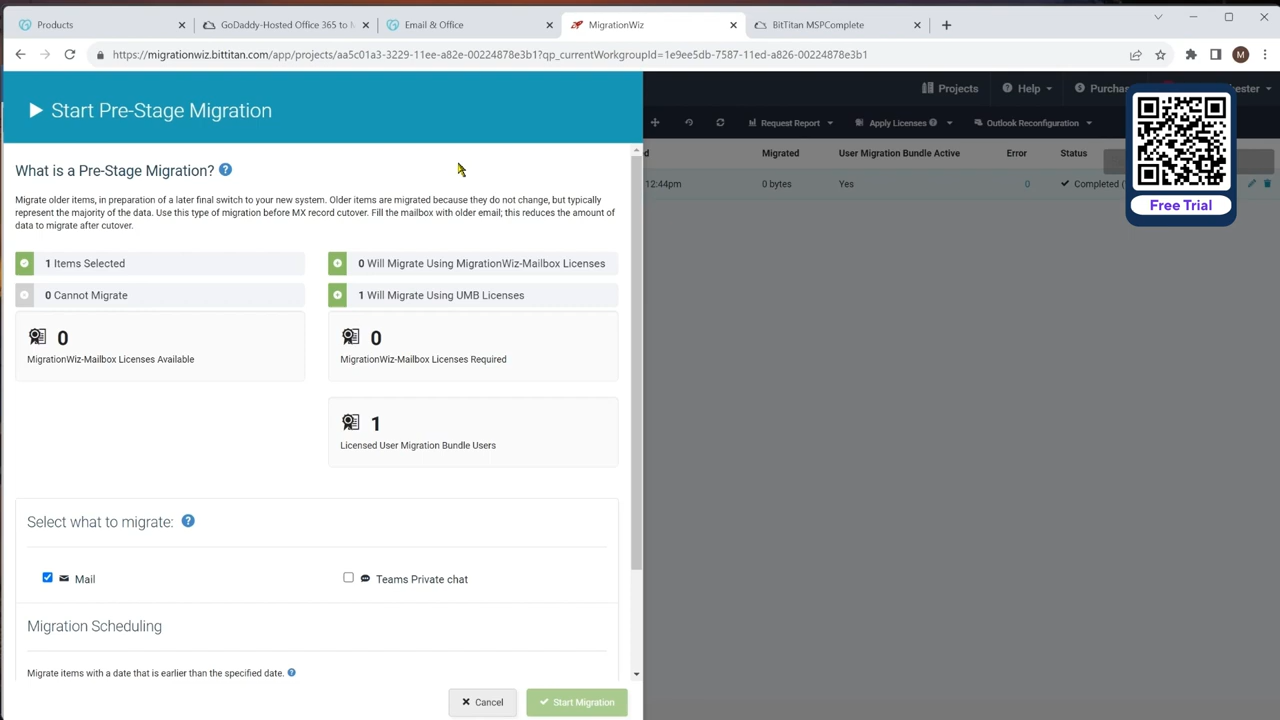 Products
GoDaddy-Hosted Office 365 to M
Email & Office
MigrationWiz
BitTitan MSPComplete
https://migrationwiz.bittitan.com/app/projects/aa5c01a3-3229-11ee-a82e-00224878e3b1?qp_currentWorkgroupId=1e9ee5db-7587-11ed-a826-00224878e3b1
M
Start Pre-Stage Migration
Projects
Help
Purchas
ester
Request Report
Apply Licenses
Outlook Reconfiguration
d
Migrated
User Migration Bundle Active
Error
Status
12:44pm
0 bytes
Yes
0
Completed (
Free Trial
What is a Pre-Stage Migration?
Migrate older items, in preparation of a later final switch to your new system. Older items are migrated because they do not change, but typically
represent the majority of the data. Use this type of migration before MX record cutover. Fill the mailbox with older email; this reduces the amount of
data to migrate after cutover.
1 Items Selected
0 Will Migrate Using MigrationWiz-Mailbox Licenses
0 Cannot Migrate
1 Will Migrate Using UMB Licenses
0
MigrationWiz-Mailbox Licenses Available
0
MigrationWiz-Mailbox Licenses Required
1
Licensed User Migration Bundle Users
Select what to migrate:
Mail
Teams Private chat
Migration Scheduling
Migrate items with a date that is earlier than the specified date.
Cancel
Start Migration